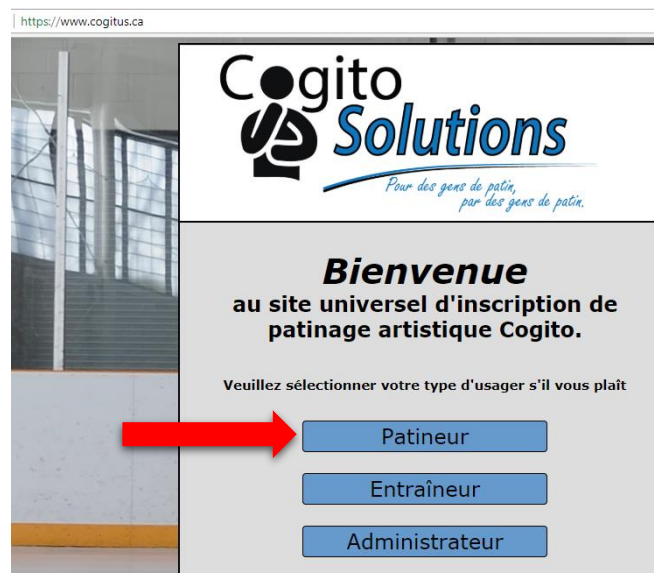 https://www.cogitus.ca
Cogito
Solutions
Pour des gens de patin,
par des gens de patin.
Bienvenue
au site universel d'inscription de
patinage artistique Cogito.
Veuillez sélectionner votre type d'usager s'il vous plaît
Patineur
Entraîneur
Administrateur